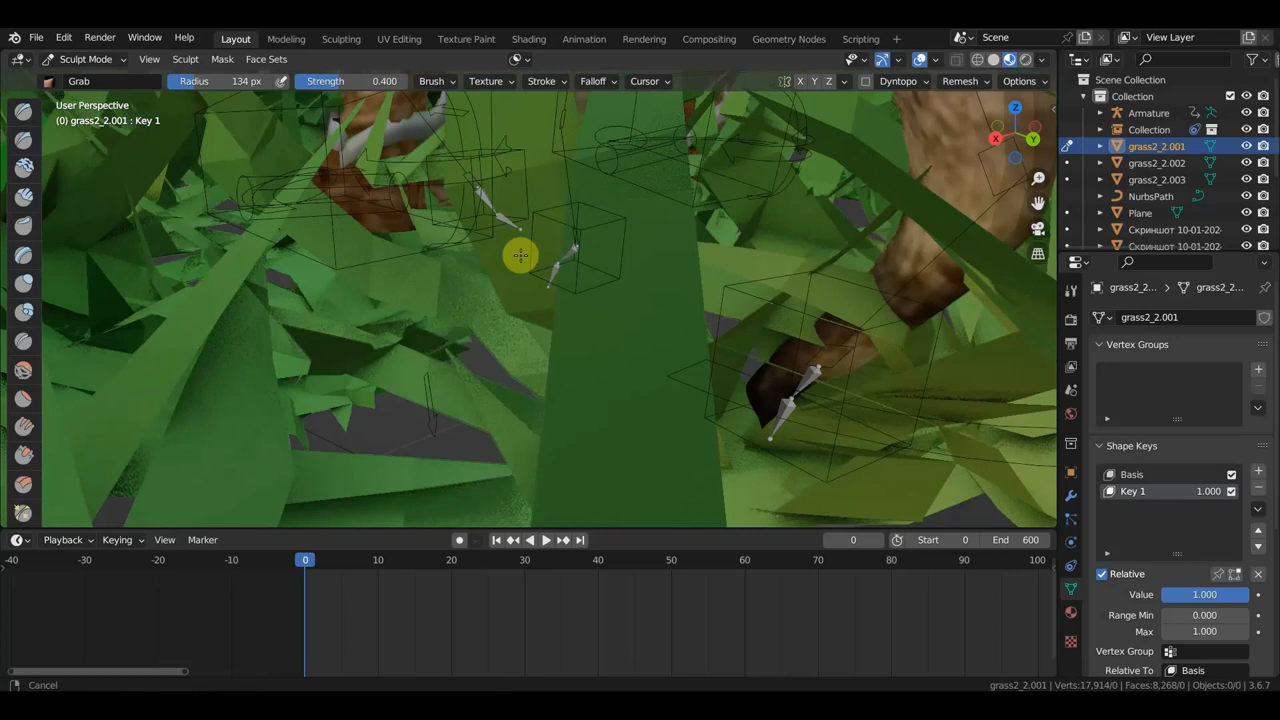 File Edit Render Window Help Layout Modeling Sculpting UV Editing Texture Paint Shading Animation Rendering Compositing Geometry Nodes Scripting + Scene View Layer
Sculpt Mode View Sculpt Mask Face Sets
Grab Radius 134 px Strength 0.400 Brush Texture Stroke Falloff Cursor X Y Z Dyntopo Remesh Options
User Perspective
(0) grass2_2.001 : Key 1
Z
X
Y
Scene Collection
Collection
Armature
Collection
grass2_2.001
grass2_2.002
grass2_2.003
NurbsPath
Plane
Скриншот 10-01-202
Скриншот 10-01-202
grass2_2... grass2_2...
grass2_2.001
Vertex Groups
Shape Keys
Basis
Key 1 1.000
Relative
Value 1.000
Range Min 0.000
Max 1.000
Vertex Group
Relative To Basis
Playback Keying View Marker 0 Start 0 End 600
-40 -30 -20 -10 0 10 20 30 40 50 60 70 80 90 100
Cancel grass2_2.001 | Verts:17,914/0 | Faces:8,268/0 | Objects:0/0 | 3.6.7